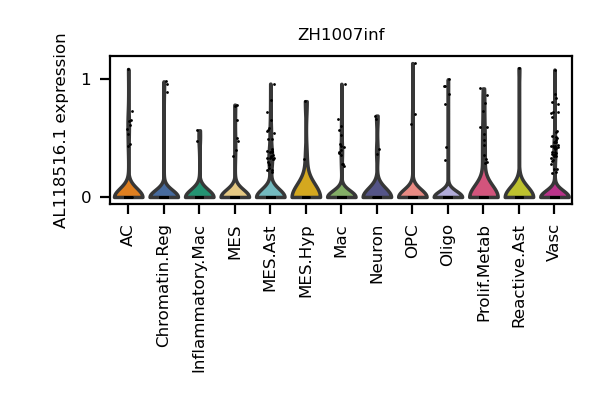 ZH1007inf
AL118516.1 expression
1
0
AC
Chromatin.Reg
Inflammatory.Mac
MES
MES.Ast
MES.Hyp
Mac
Neuron
OPC
Oligo
Prolif.Metab
Reactive.Ast
Vasc